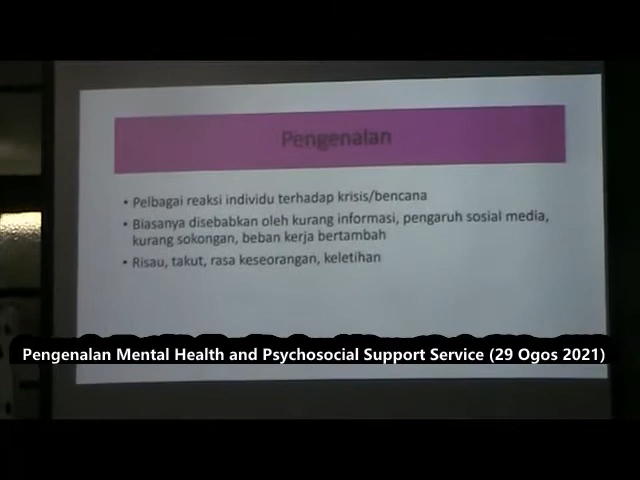 Pengenalan
• Pelbagai reaksi individu terhadap krisis/bencana
• Biasanya disebabkan oleh kurang informasi, pengaruh sosial media,
kurang sokongan, beban kerja bertambah
• Risau, takut, rasa keseorangan, keletihan
Pengenalan Mental Health and Psychosocial Support Service (29 Ogos 2021)